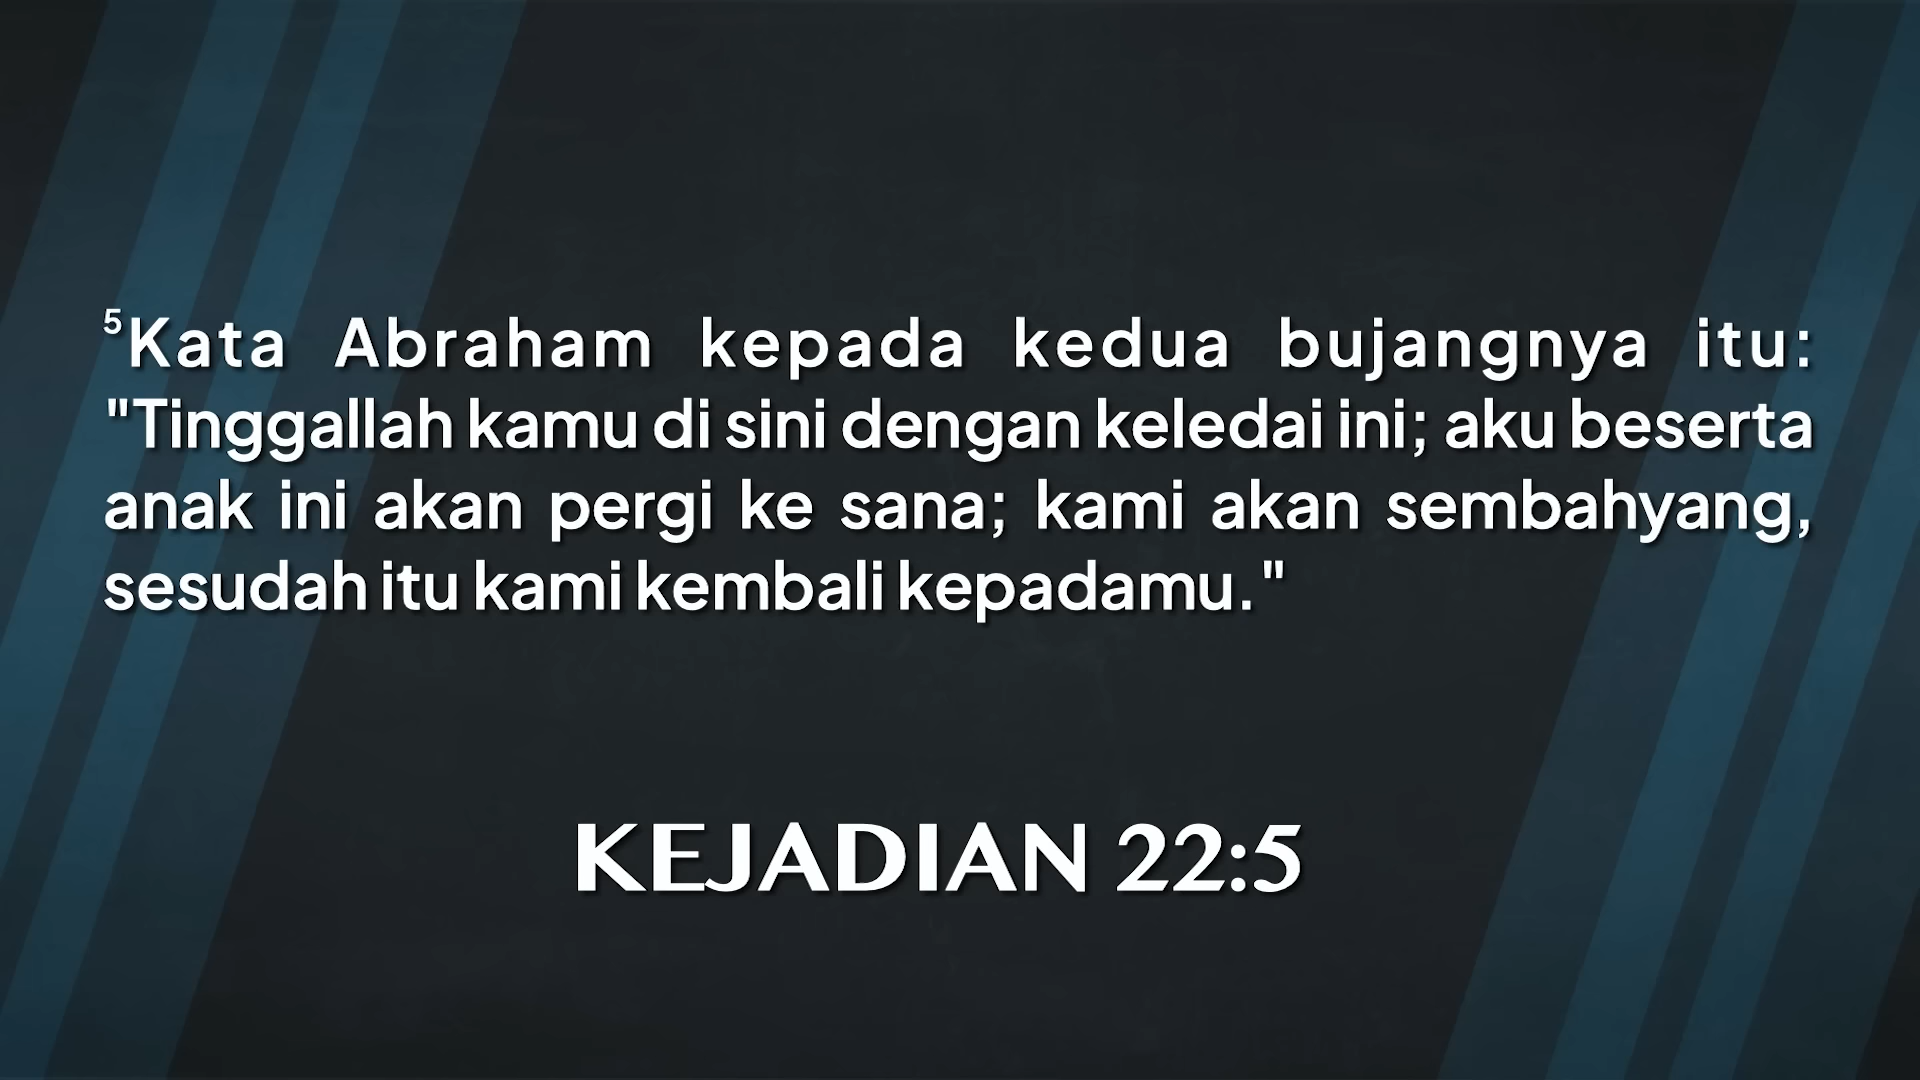 ⁵Kata Abraham kepada kedua bujangnya itu:
"Tinggallah kamu di sini dengan keledai ini; aku beserta
anak ini akan pergi ke sana; kami akan sembahyang,
sesudah itu kami kembali kepadamu."
KEJADIAN 22:5